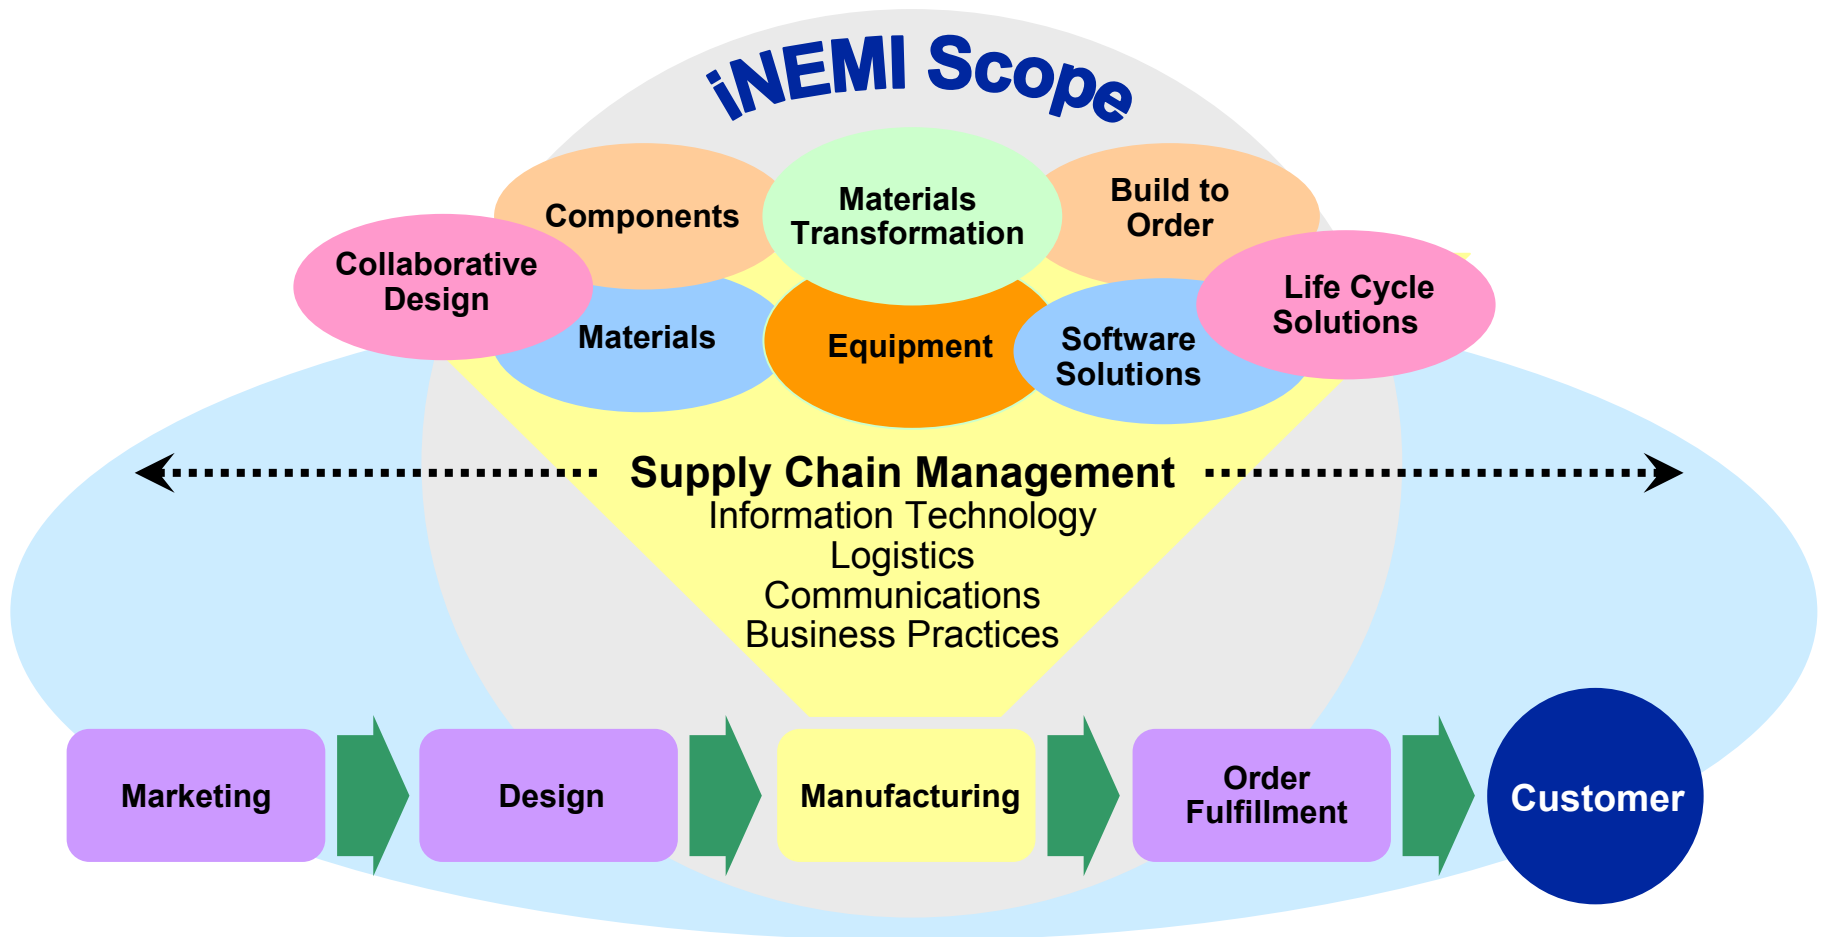 iNEMI Scope
Components
Materials
Transformation
Build to
Order
Collaborative
Design
Life Cycle
Solutions
Materials
Equipment
Software
Solutions
Supply Chain Management
Information Technology
Logistics
Communications
Business Practices
Marketing
Design
Manufacturing
Order
Fulfillment
Customer